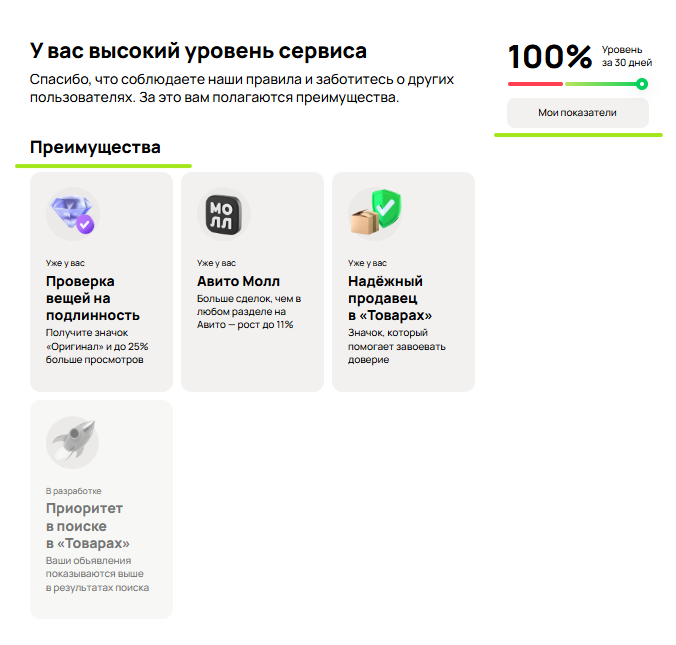 У вас высокий уровень сервиса
Спасибо, что соблюдаете наши правила и заботитесь о других
пользователях. За это вам полагаются преимущества.
100%
Уровень
за 30 дней
Мои показатели
Преимущества
Уже у вас
Проверка
вещей на
подлинность
Получите значок
«Оригинал» и до 25%
больше просмотров
МО
ЛЛ
Уже у вас
Авито Молл
Больше сделок, чем в
любом разделе на
Авито — рост до 11%
Уже у вас
Надёжный
продавец
в «Товарах»
Значок, который
помогает завоевать
доверие
В разработке
Приоритет
в поиске
в «Товарах»
Ваши объявления
показываются выше
в результатах поиска